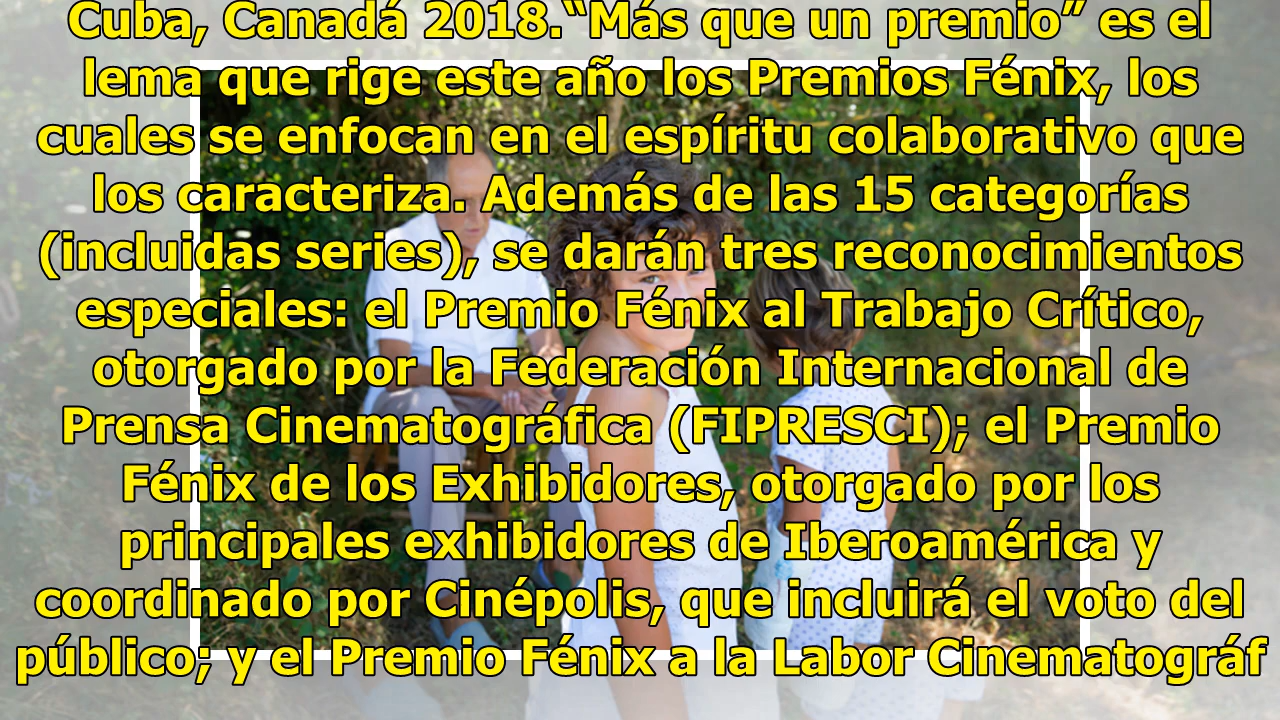 Cuba, Canadá 2018.“Más que un premio” es el
lema que rige este año los Premios Fénix, los
cuales se enfocan en el espíritu colaborativo que
los caracteriza. Además de las 15 categorías
(incluidas series), se darán tres reconocimientos
especiales: el Premio Fénix al Trabajo Crítico,
otorgado por la Federación Internacional de
Prensa Cinematográfica (FIPRESCI); el Premio
Fénix de los Exhibidores, otorgado por los
principales exhibidores de Iberoamérica y
coordinado por Cinépolis, que incluirá el voto del
público; y el Premio Fénix a la Labor Cinematográf